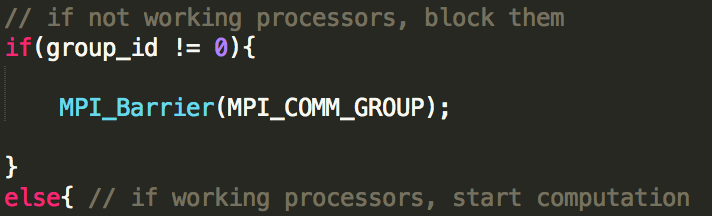 // if not working processors, block them
if(group_id != 0){
MPI_Barrier(MPI_COMM_GROUP);
}
else{ // if working processors, start computation